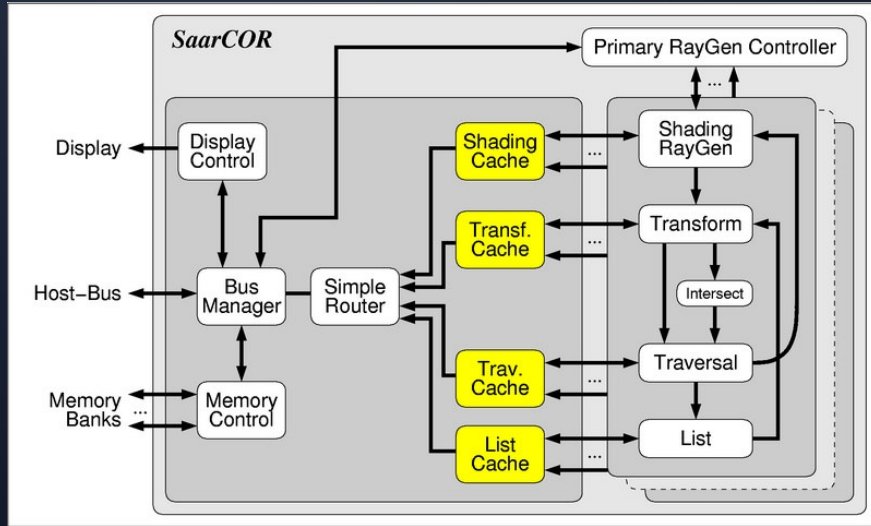 SaarCOR
Primary RayGen Controller
...
Display
Display
Control
Shading
Cache
...
Shading
RayGen
Transf.
Cache
...
Transform
Host-Bus
Bus
Manager
Simple
Router
Intersect
Trav.
Cache
...
Traversal
Memory
Banks
...
Memory
Control
List
Cache
...
List